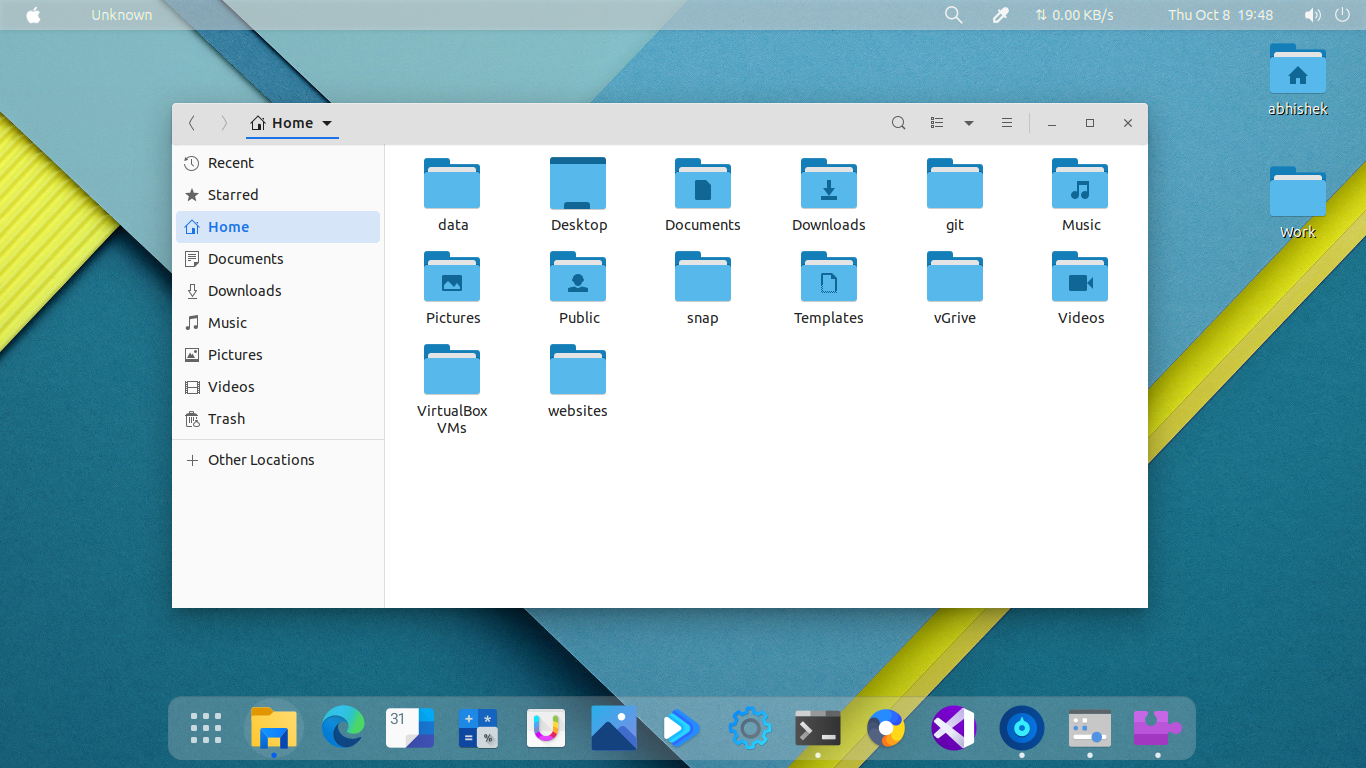 Unknown
0.00 KB/s
Thu Oct 8 19:48
abhishek
Work
Home
Recent
Starred
Home
Documents
Downloads
Music
Pictures
Videos
Trash
Other Locations
data Desktop Documents Downloads git Music
Pictures Public snap Templates vGrive Videos
VirtualBox websites
VMs
31